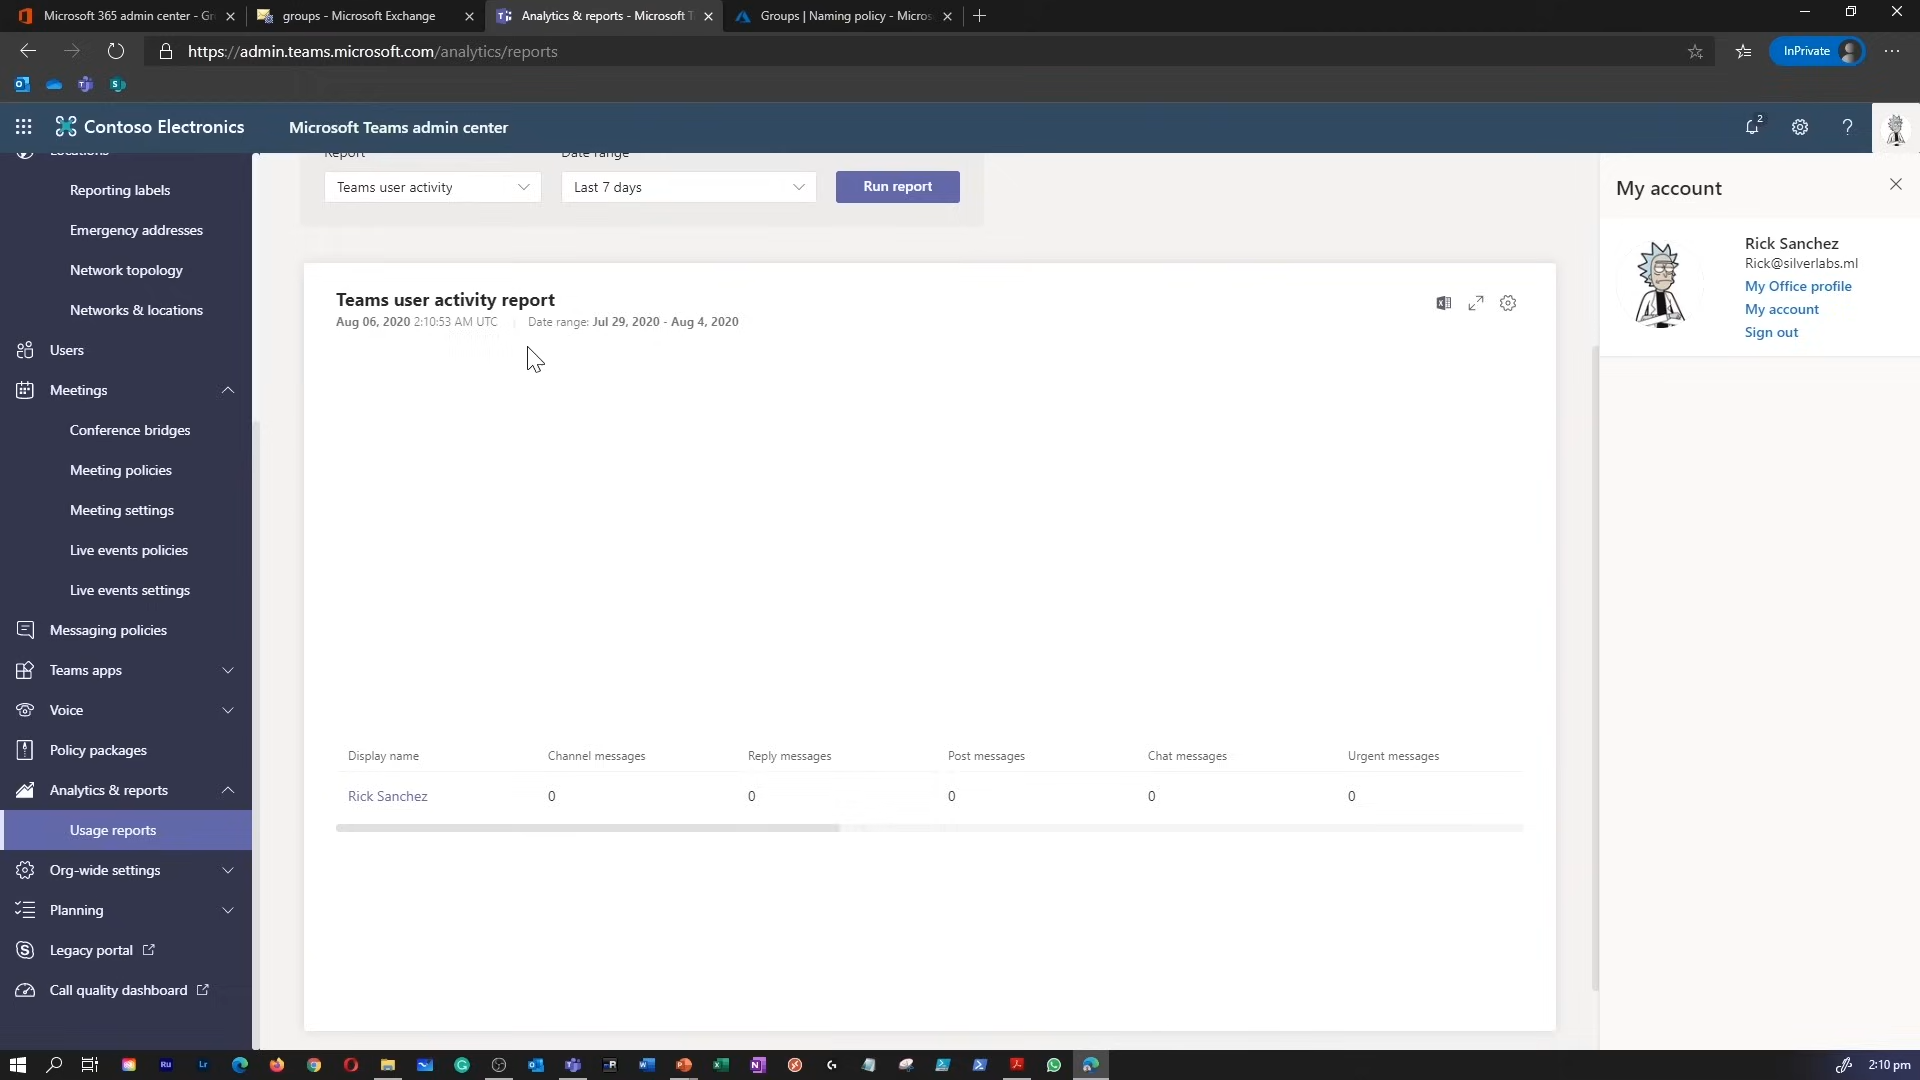 Microsoft 365 admin center - Gr
groups - Microsoft Exchange
Analytics & reports - Microsoft T
Groups | Naming policy - Micros
https://admin.teams.microsoft.com/analytics/reports
InPrivate
Contoso Electronics
Microsoft Teams admin center
2
Locations
Reporting labels
Emergency addresses
Network topology
Networks & locations
Users
Meetings
Conference bridges
Meeting policies
Meeting settings
Live events policies
Live events settings
Messaging policies
Teams apps
Voice
Policy packages
Analytics & reports
Usage reports
Org-wide settings
Planning
Legacy portal
Call quality dashboard
Report
Date range
Teams user activity
Last 7 days
Run report
Teams user activity report
Aug 06, 2020 2:10:53 AM UTC | Date range: Jul 29, 2020 - Aug 4, 2020
Display name Channel messages Reply messages Post messages Chat messages Urgent messages
Rick Sanchez 0 0 0 0 0
My account
Rick Sanchez
Rick@silverlabs.ml
My Office profile
My account
Sign out
Ru
Lr
2:10 pm